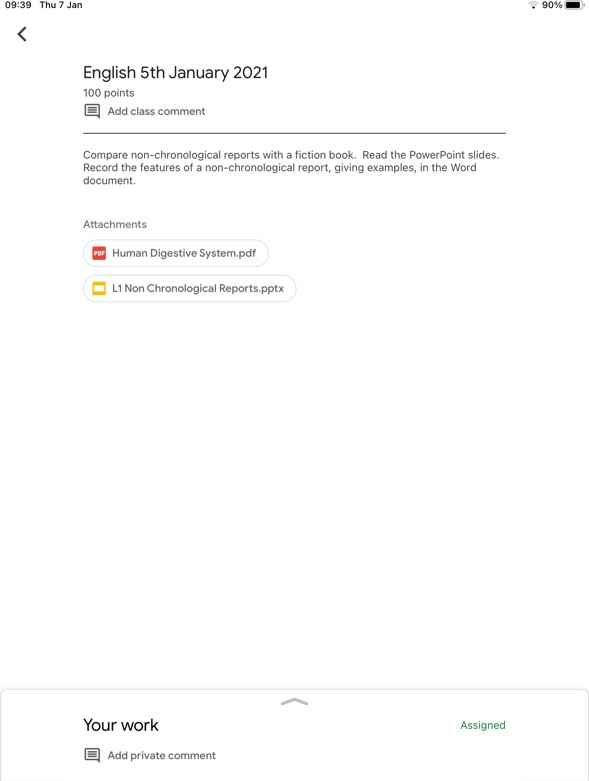 09:39 Thu 7 Jan 90%
English 5th January 2021
100 points
Add class comment
Compare non-chronological reports with a fiction book.  Read the PowerPoint slides.
Record the features of a non-chronological report, giving examples, in the Word
document.
Attachments
PDF Human Digestive System.pdf
L1 Non Chronological Reports.pptx
Your work Assigned
Add private comment